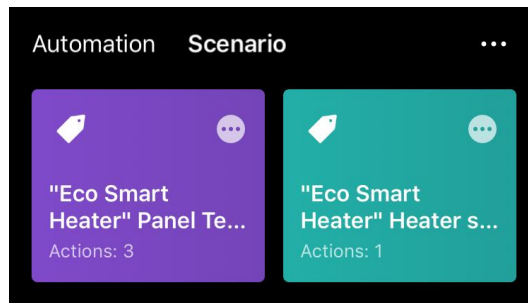 Automation Scenario
"Eco Smart
Heater" Panel Te...
Actions: 3
"Eco Smart
Heater" Heater s...
Actions: 1